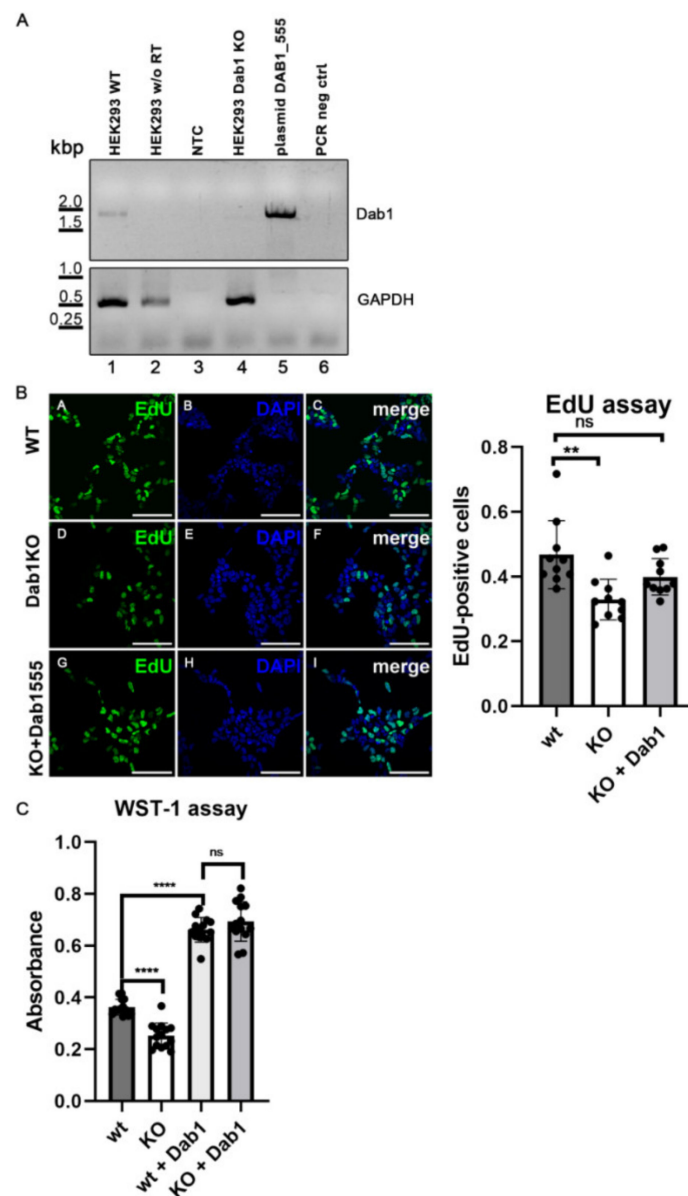 A
kbp
HEK293 WT
HEK293 w/o RT
NTC
HEK293 Dab1 KO
plasmid DAB1_555
PCR neg ctrl
2.0
1.5
Dab1
1.0
0.5
0.25
GAPDH
1 2 3 4 5 6
B
WT
A EdU B DAPI C merge
Dab1KO
D EdU E DAPI F merge
KO+Dab1555
G EdU H DAPI I merge
EdU assay
ns
**
EdU-positive cells
0.8
0.6
0.4
0.2
0.0
wt
KO
KO + Dab1
C
WST-1 assay
ns
****
****
Absorbance
1.0
0.8
0.6
0.4
0.2
0.0
wt
KO
wt + Dab1
KO + Dab1